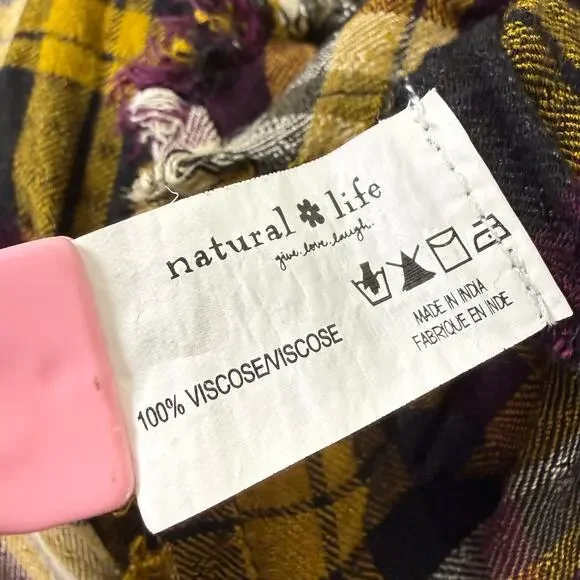 natural life
give. love. laugh.
100% VISCOSE/VISCOSE
MADE IN INDIA
FABRIQUE EN INDE